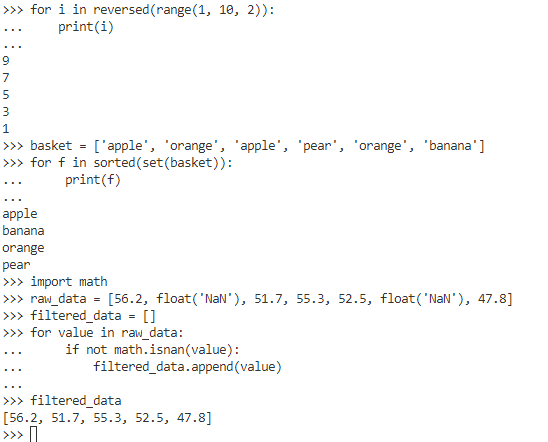 >>> for i in reversed(range(1, 10, 2)):
...     print(i)
...
9
7
5
3
1
>>> basket = ['apple', 'orange', 'apple', 'pear', 'orange', 'banana']
>>> for f in sorted(set(basket)):
...      print(f)
...
apple
banana
orange
pear
>>> import math
>>> raw_data = [56.2, float('NaN'), 51.7, 55.3, 52.5, float('NaN'), 47.8]
>>> filtered_data = []
>>> for value in raw_data:
...      if not math.isnan(value):
...          filtered_data.append(value)
...
>>> filtered_data
[56.2, 51.7, 55.3, 52.5, 47.8]
>>>